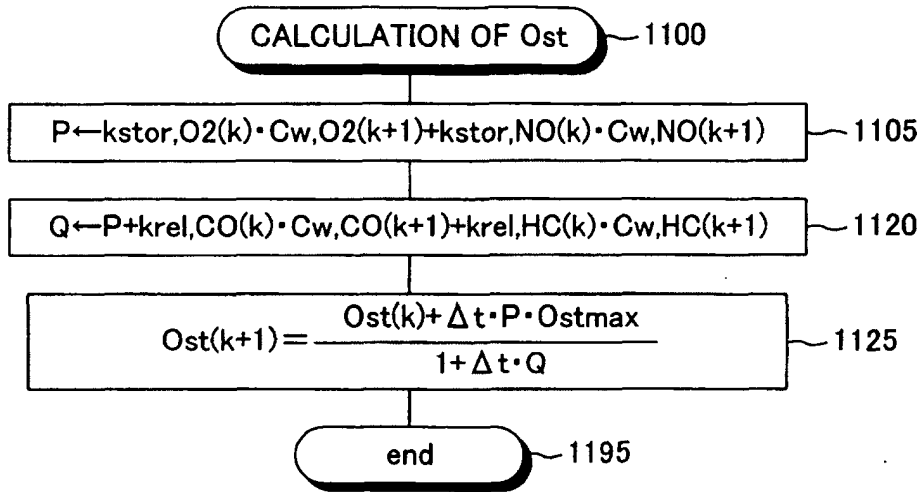 CALCULATION OF Ost
1100
P←kstor,O2(k)・Cw,O2(k+1)+kstor,NO(k)・Cw,NO(k+1)
1105
Q←P+krel,CO(k)・Cw,CO(k+1)+krel,HC(k)・Cw,HC(k+1)
1120
Ost(k+1)=
Ost(k)+Δt・P・Ostmax
1+Δt・Q
1125
end
1195